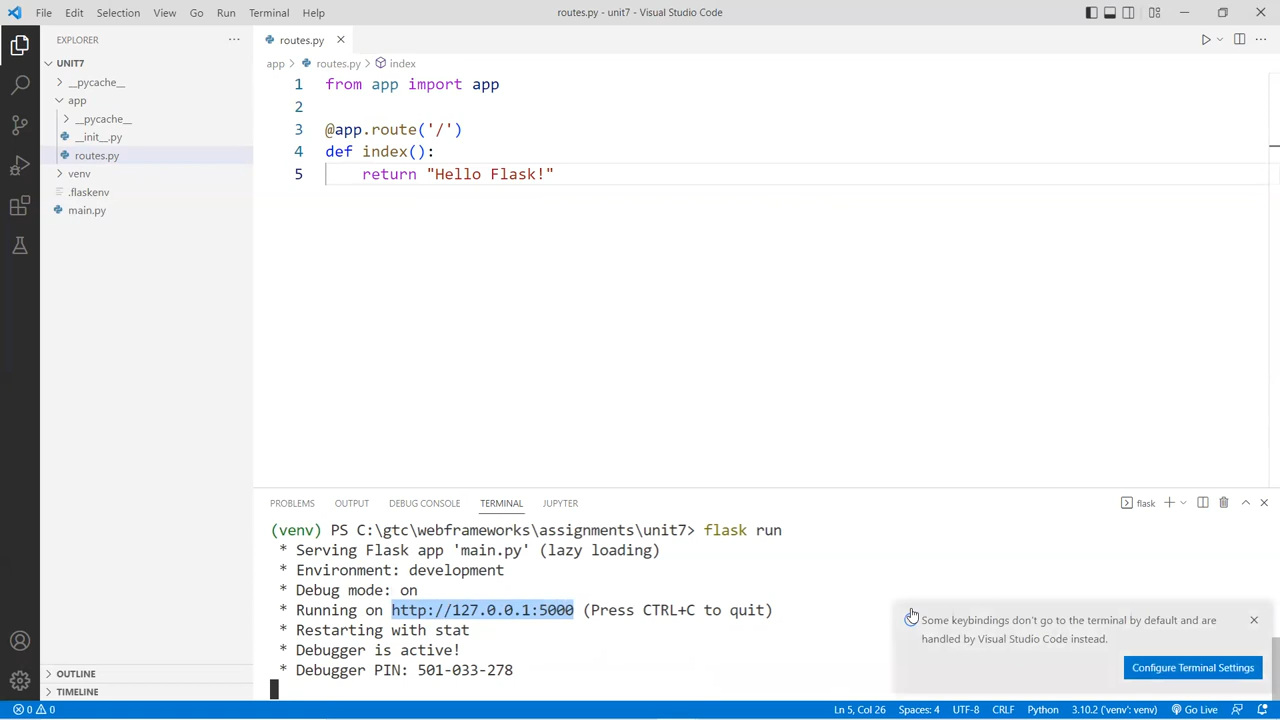 File Edit Selection View Go Run Terminal Help
routes.py - unit7 - Visual Studio Code
EXPLORER
routes.py
UNIT7
__pycache__
app
__pycache__
__init__.py
routes.py
venv
.flaskenv
main.py
OUTLINE
TIMELINE
app > routes.py > index
1 from app import app
2
3 @app.route('/')
4 def index():
5 return "Hello Flask!"
PROBLEMS OUTPUT DEBUG CONSOLE TERMINAL JUPYTER
flask
(venv) PS C:\gtc\webframeworks\assignments\unit7> flask run
* Serving Flask app 'main.py' (lazy loading)
* Environment: development
* Debug mode: on
* Running on http://127.0.0.1:5000 (Press CTRL+C to quit)
* Restarting with stat
* Debugger is active!
* Debugger PIN: 501-033-278
Some keybindings don't go to the terminal by default and are
handled by Visual Studio Code instead.
Configure Terminal Settings
0 0
Ln 5, Col 26 Spaces: 4 UTF-8 CRLF Python 3.10.2 ('venv': venv) Go Live